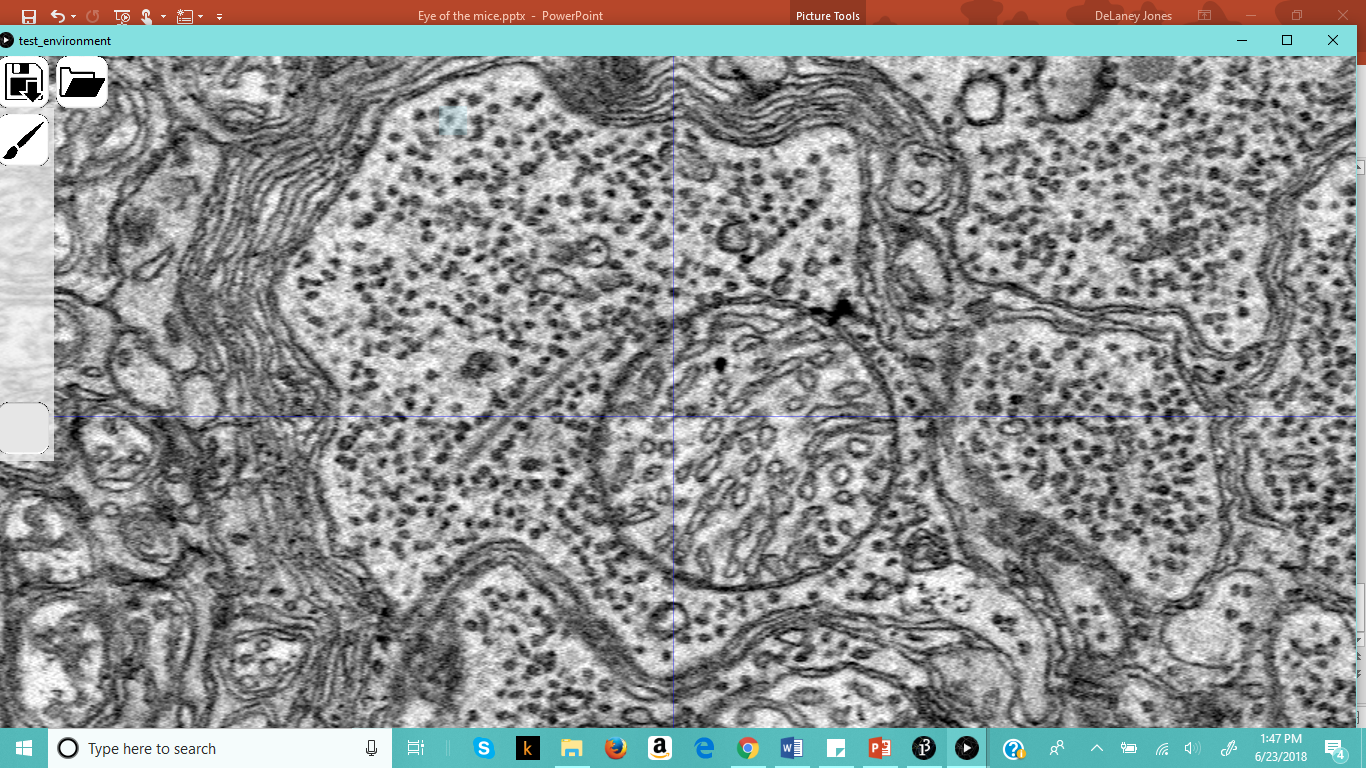 Eye of the mice.pptx - PowerPoint
Picture Tools
DeLaney Jones
test_environment
Type here to search
1:47 PM
6/23/2018
4